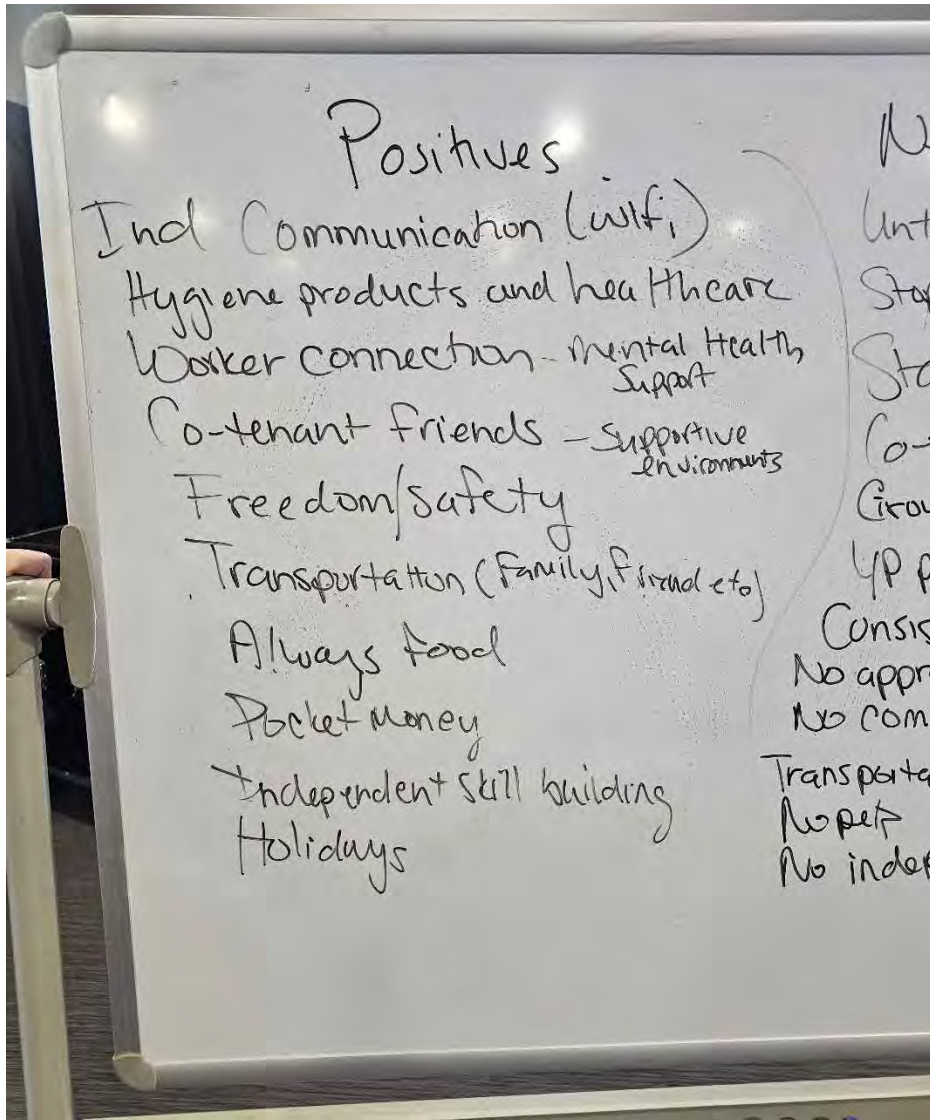 Positives
Ind Communication (wifi)
Hygiene products and healthcare
Worker connection - mental Health
Support
Co-tenant friends - supportive
environments
Freedom/safety
Transportation (Family, friend etc)
Always food
Pocket money
Independent skill building
Holidays
Co-
YP p
Consis
No appr
No com
Transporta
No pets
No indep